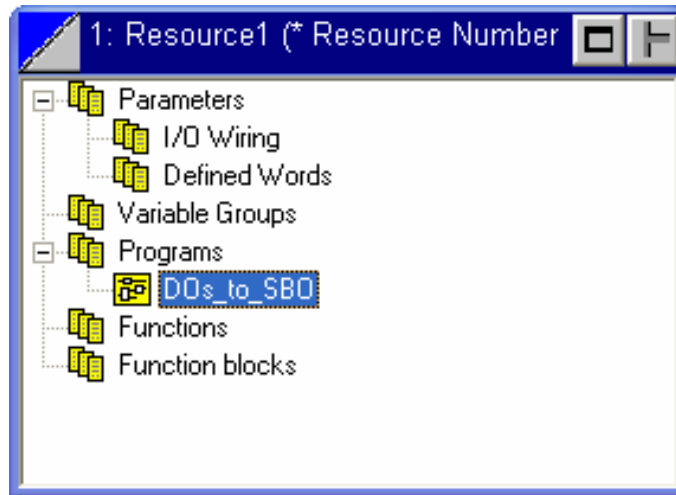 1: Resource1 (* Resource Number
Parameters
I/O Wiring
Defined Words
Variable Groups
Programs
DOs_to_SBO
Functions
Function blocks